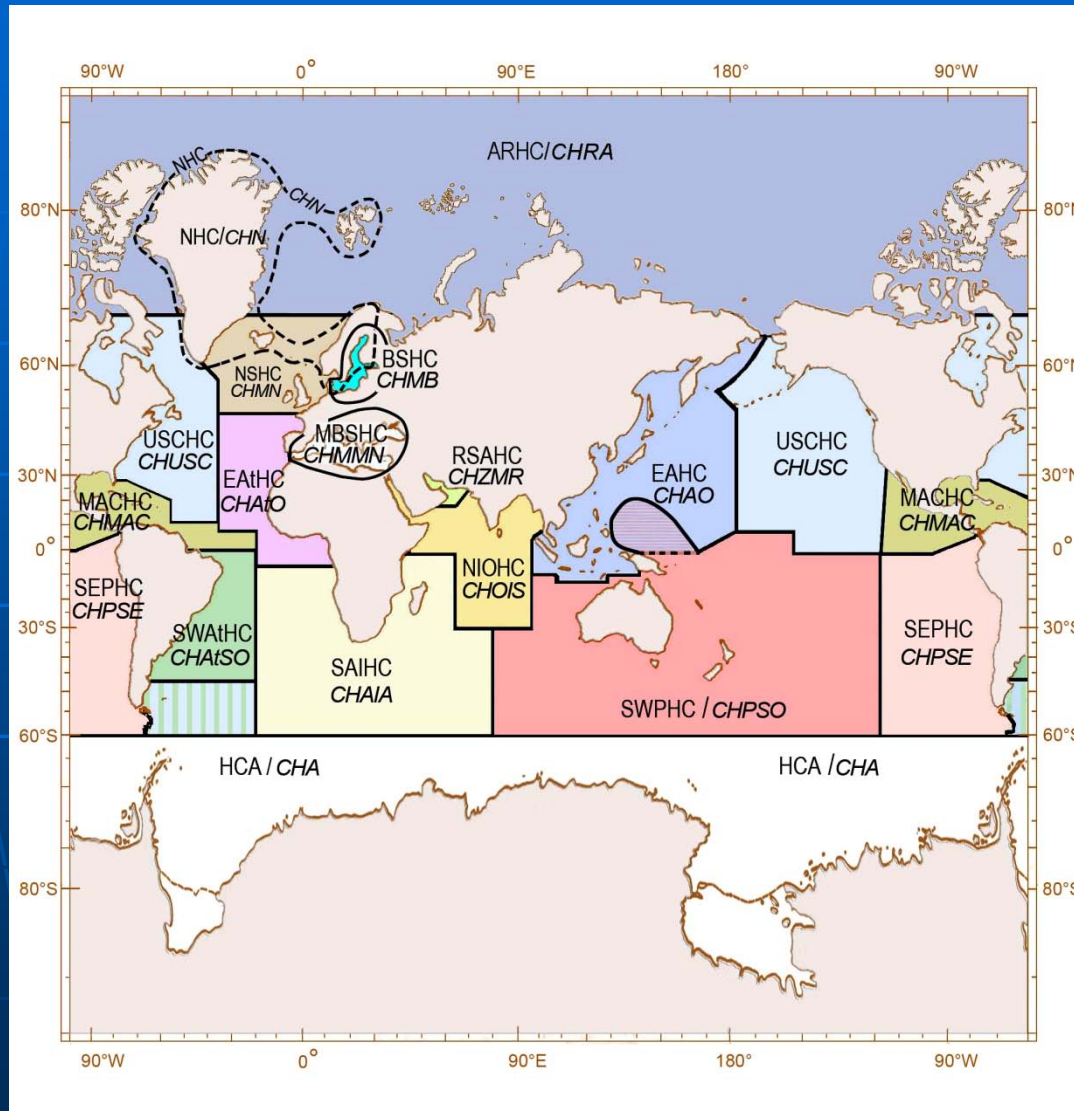 90°W
0°
90°E
180°
90°W
ARHC/CHRA
NHC
CHN
80°N
80°N
NHC/CHN
60°N
BSHC
CHMB
60°N
NSHC
CHMN
USCHC
CHUSC
MBSHC
CHMMN
USCHC
CHUSC
30°N
EAtHC
CHAtO
RSAHC
CHZMR
EAHC
CHAO
30°N
MACHC
CHMAC
MACHC
CHMAC
0°
NIOHC
CHOIS
0°
SEPHC
CHPSE
30°S
SWAtHC
CHAtSO
SEPHC
CHPSE
30°S
SAIHC
CHAIA
SWPHC / CHPSO
60°S
60°S
HCA / CHA
HCA / CHA
80°S
80°S
90°W
0°
90°E
180°
90°W